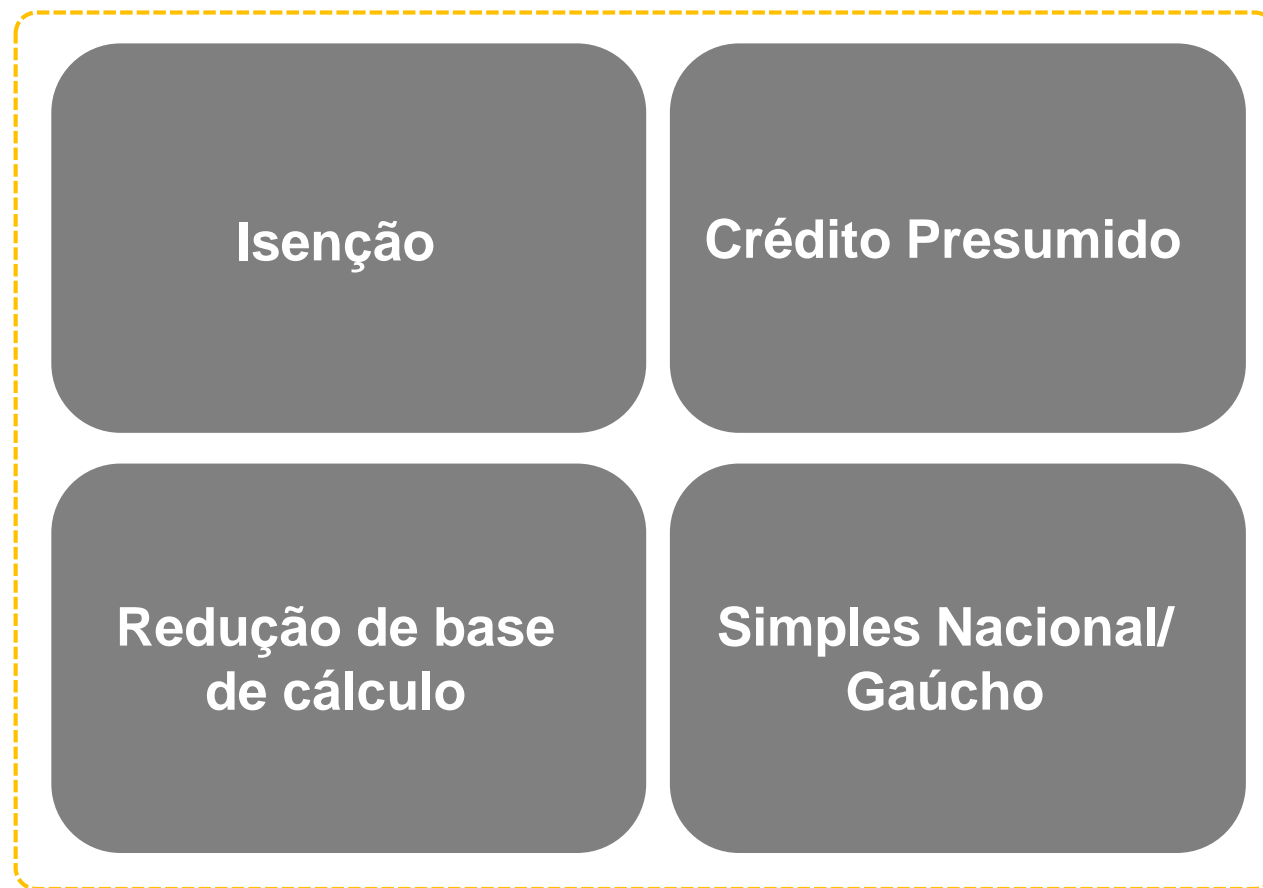 Isenção
Crédito Presumido
Redução de base
de cálculo
Simples Nacional/
Gaúcho